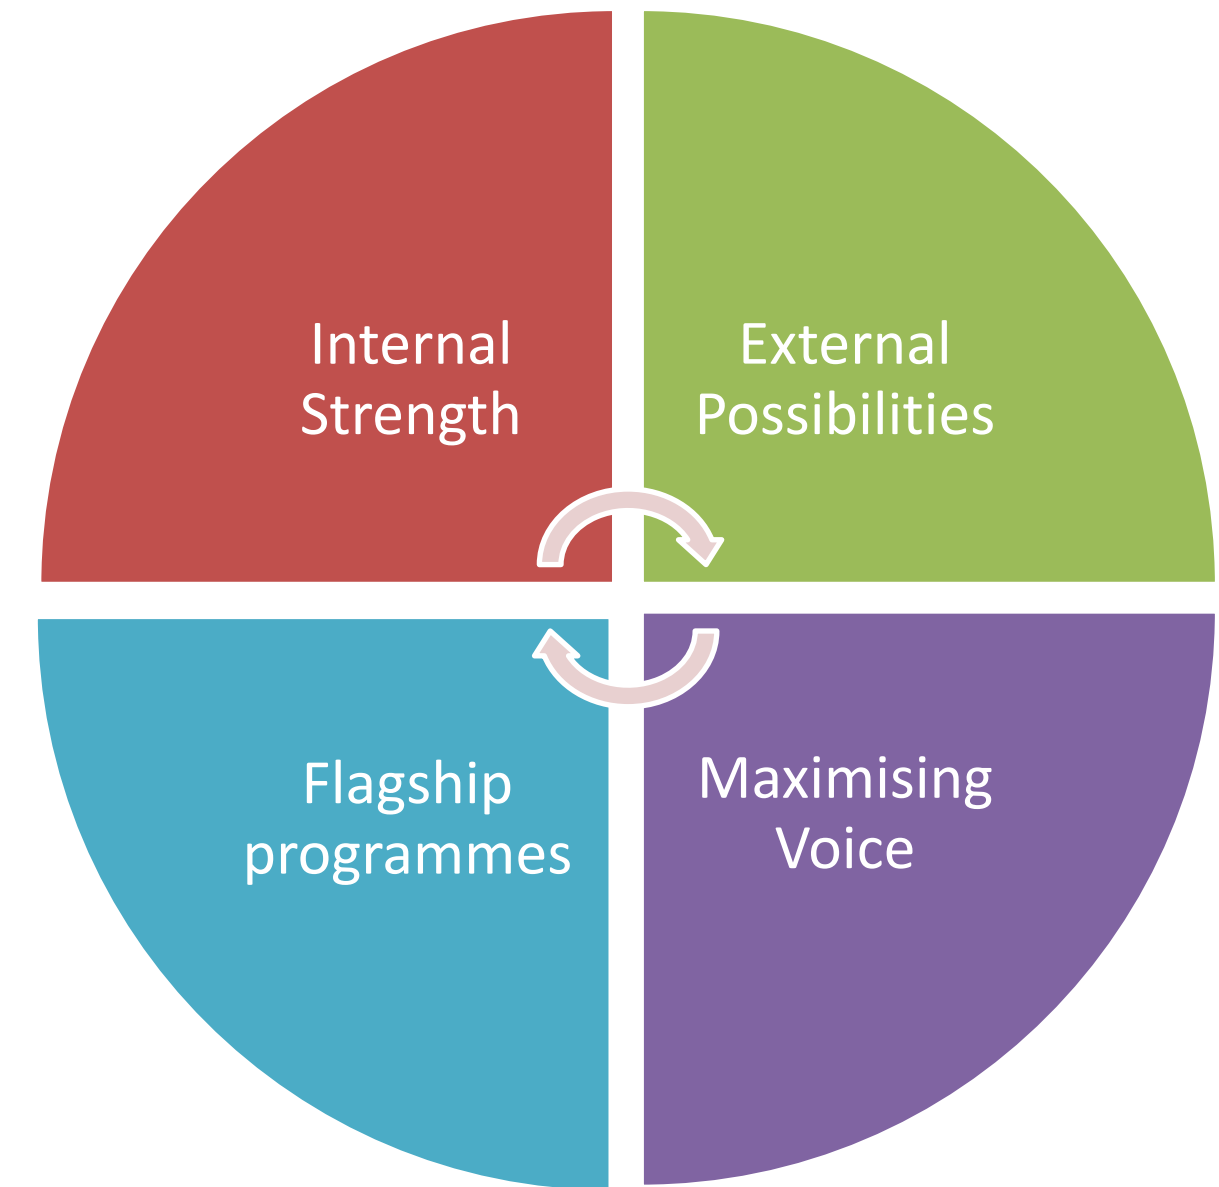 Internal
Strength
External
Possibilities
Flagship
programmes
Maximising
Voice